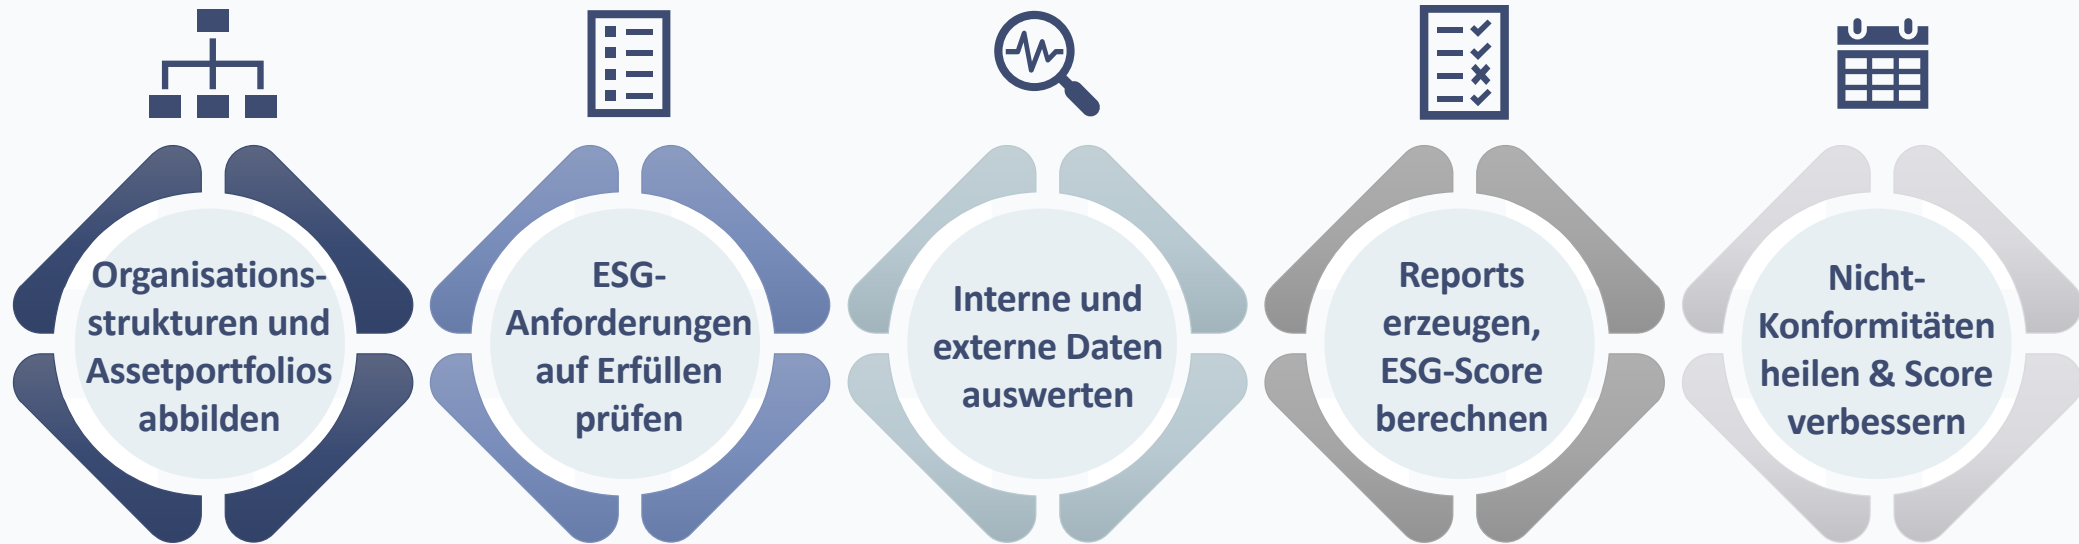 Organisations-
strukturen und
Assetportfolios
abbilden
ESG-
Anforderungen
auf Erfüllen
prüfen
Interne und
externe Daten
auswerten
Reports
erzeugen,
ESG-Score
berechnen
Nicht-
Konformitäten
heilen & Score
verbessern